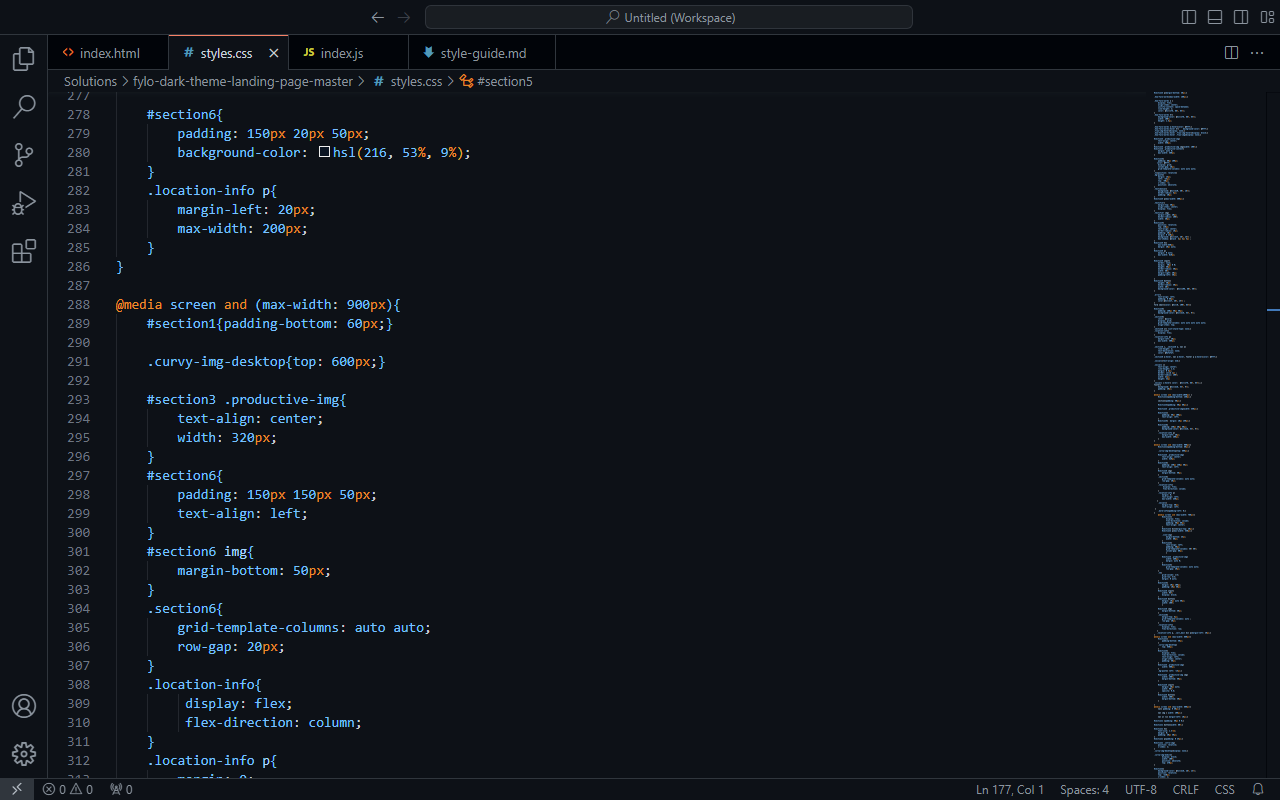 Untitled (Workspace)
index.html
# styles.css
JS index.js
style-guide.md
Solutions > fylo-dark-theme-landing-page-master > # styles.css > #section5
277
278 #section6{
279 padding: 150px 20px 50px;
280 background-color: hsl(216, 53%, 9%);
281 }
282 .location-info p{
283 margin-left: 20px;
284 max-width: 200px;
285 }
286 }
287
288 @media screen and (max-width: 900px){
289 #section1{padding-bottom: 60px;}
290
291 .curvy-img-desktop{top: 600px;}
292
293 #section3 .productive-img{
294 text-align: center;
295 width: 320px;
296 }
297 #section6{
298 padding: 150px 150px 50px;
299 text-align: left;
300 }
301 #section6 img{
302 margin-bottom: 50px;
303 }
304 .section6{
305 grid-template-columns: auto auto;
306 row-gap: 20px;
307 }
308 .location-info{
309 display: flex;
310 flex-direction: column;
311 }
312 .location-info p{
313 margin: 0;
0 0 0
Ln 177, Col 1 Spaces: 4 UTF-8 CRLF CSS